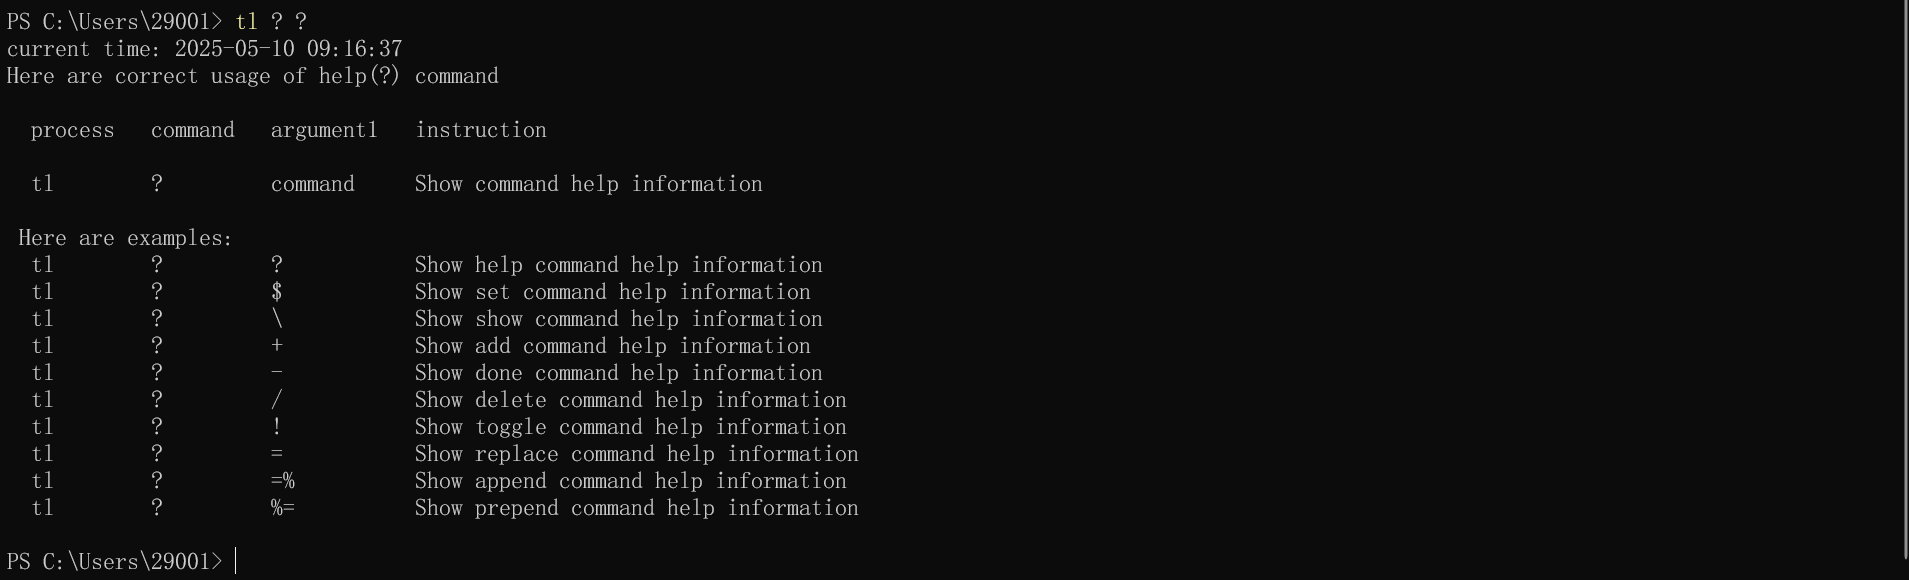 PS C:\Users\29001> tl ? ?
current time: 2025-05-10 09:16:37
Here are correct usage of help(?) command
process command argument1 instruction
tl ? command Show command help information
Here are examples:
tl ? ? Show help command help information
tl ? $ Show set command help information
tl ? \ Show show command help information
tl ? + Show add command help information
tl ? - Show done command help information
tl ? / Show delete command help information
tl ? ! Show toggle command help information
tl ? = Show replace command help information
tl ? =% Show append command help information
tl ? %= Show prepend command help information
PS C:\Users\29001>